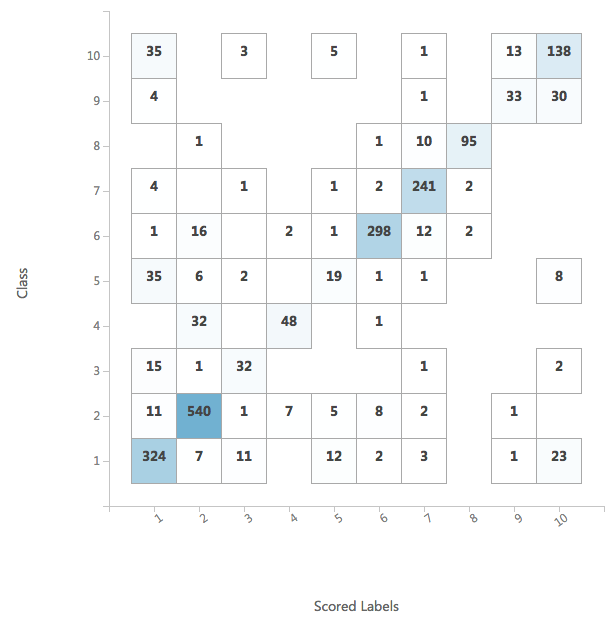 10 35 3 5 1 13 138
9 4 1 33 30
8 1 1 10 95
7 4 1 1 2 241 2
6 1 16 2 1 298 12 2
Class
5 35 6 2 19 1 1 8
4 32 48 1
3 15 1 32 1 2
2 11 540 1 7 5 8 2 1
1 324 7 11 12 2 3 1 23
1 2 3 4 5 6 7 8 9 10
Scored Labels